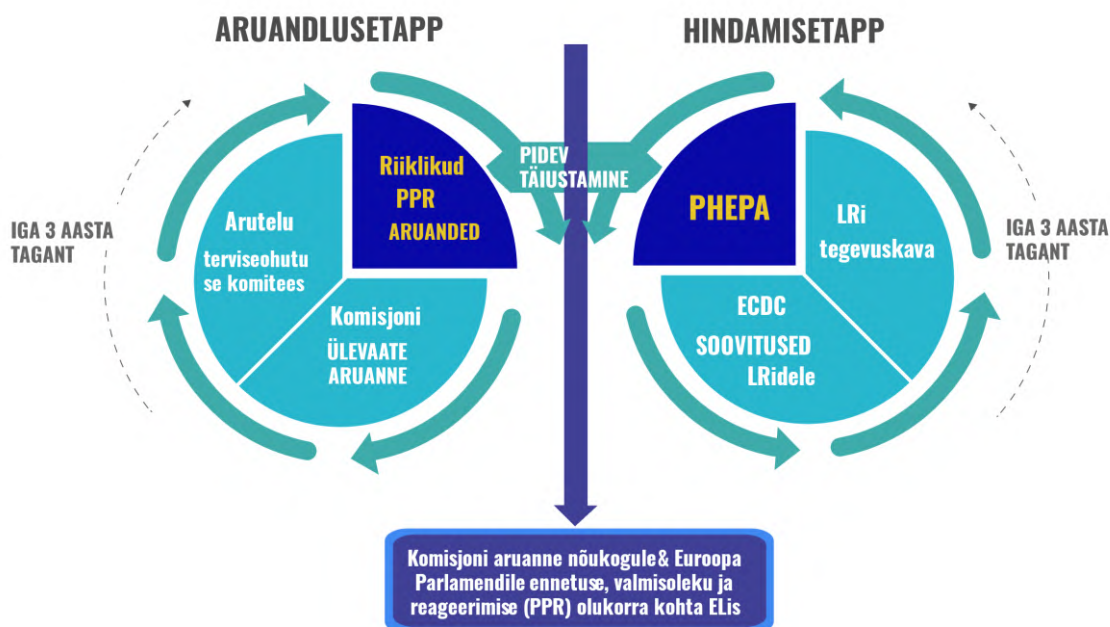 ARUANDLUSETAPP
HINDAMISETAPP
IGA 3 AASTA
TAGANT
Arutelu
terviseohutu
se komitees
Riiklikud
PPR
ARUANDED
Komisjoni
ÜLEVAATE
ARUANNE
PIDEV
TÄIUSTAMINE
PHEPA
LRi
tegevuskava
ECDC
SOOVITUSED
LRidele
IGA 3 AASTA
TAGANT
Komisjoni aruanne nõukogule & Euroopa
Parlamendile ennetuse, valmisoleku ja
reageerimise (PPR) olukorra kohta ELis